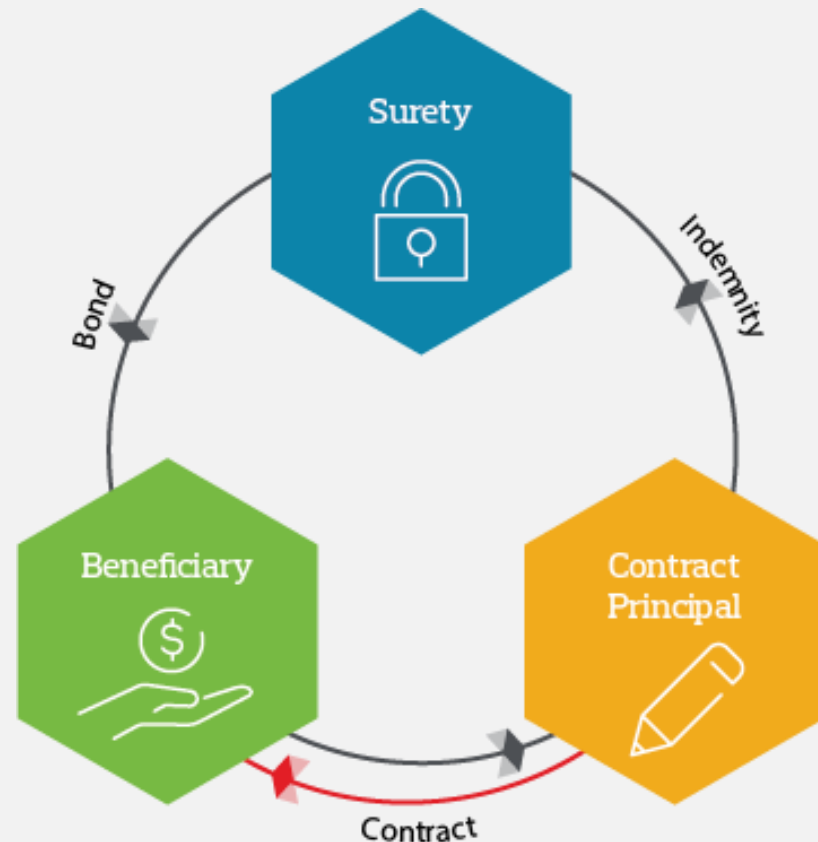 Surety
Indemnity
Bond
Beneficiary
Contract
Principal
$
Contract